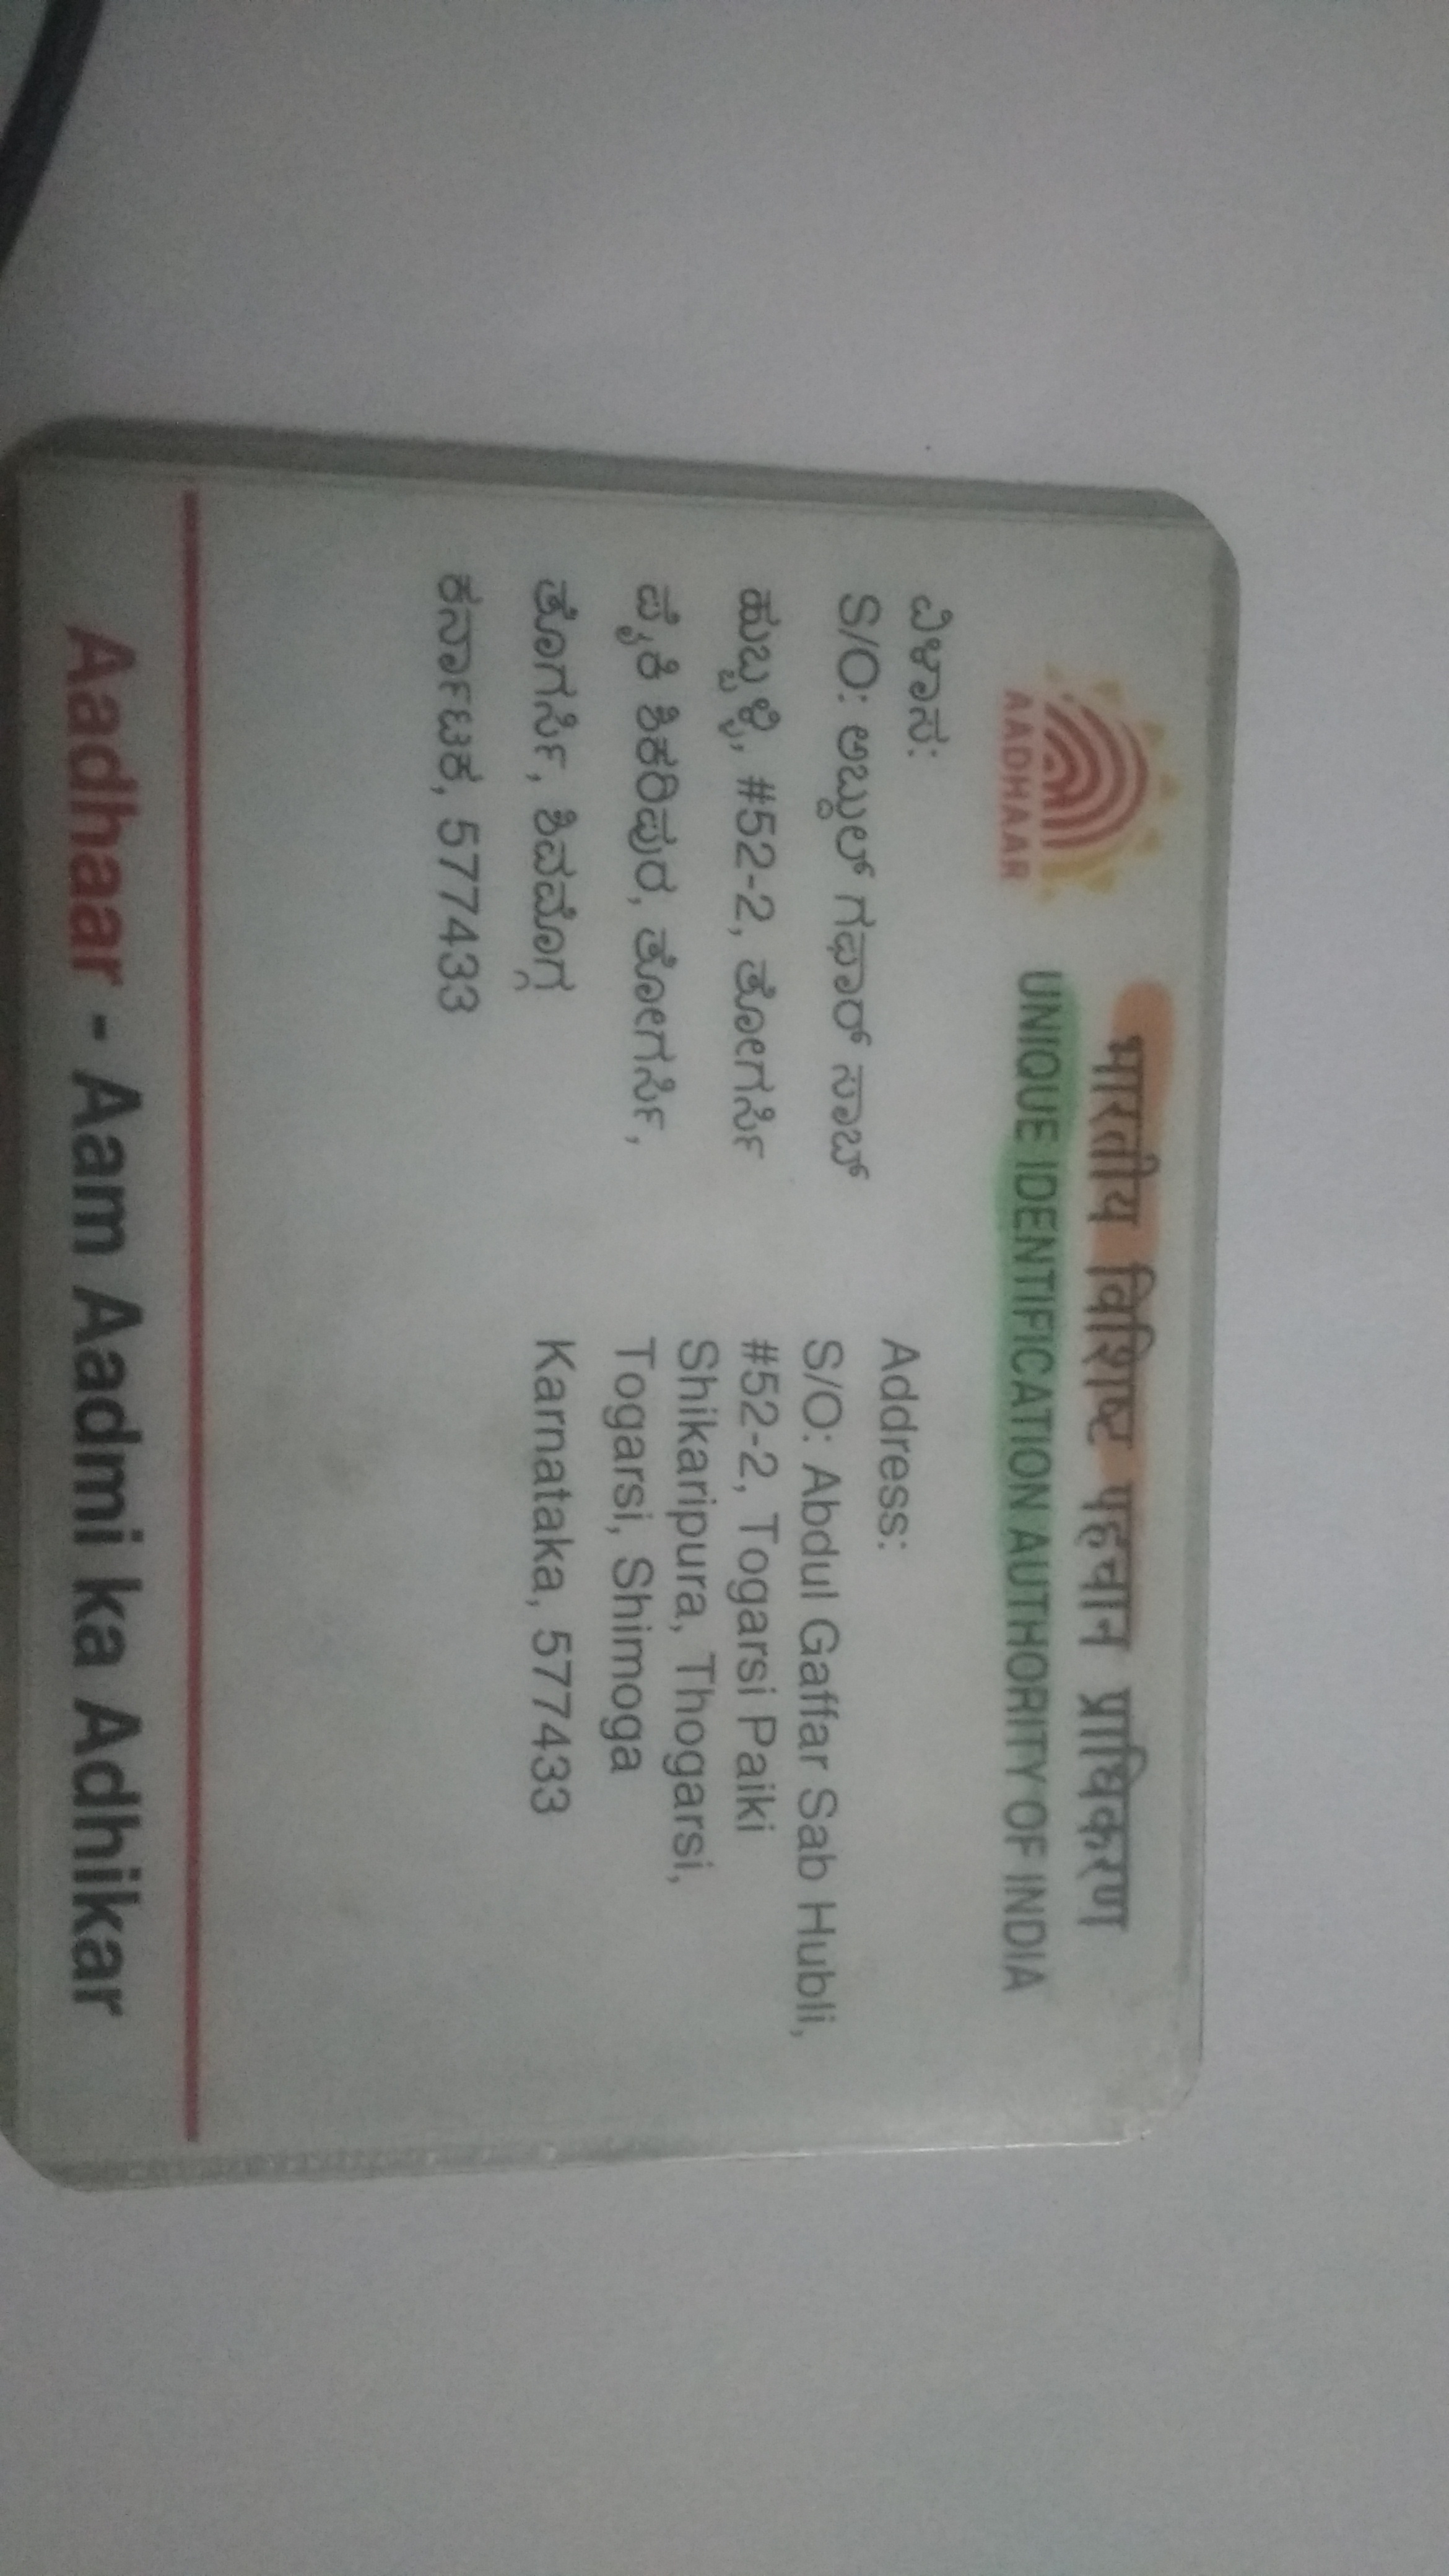 भारतीय विशिष्ट पहचान प्राधिकरण
UNIQUE IDENTIFICATION AUTHORITY OF INDIA
AADHAAR
ವಿಳಾಸ:
S/O: ಅಬ್ದುಲ್ ಗಫಾರ್ ಸಾಬ್
ಹುಬ್ಬಳ್ಳಿ, #52-2, ತೋಗರ್ಸಿ
ಪೈಕಿ ಶಿಕರಿಪುರ, ತೋಗರ್ಸಿ,
ತೊಗರ್ಸಿ, ಶಿವಮೊಗ್ಗ
ಕರ್ನಾಟಕ, 577433
Address:
S/O: Abdul Gaffar Sab Hubli,
#52-2, Togarsi Paiki
Shikaripura, Thogarsi,
Togarsi, Shimoga
Karnataka, 577433
Aadhaar - Aam Aadmi ka Adhikar